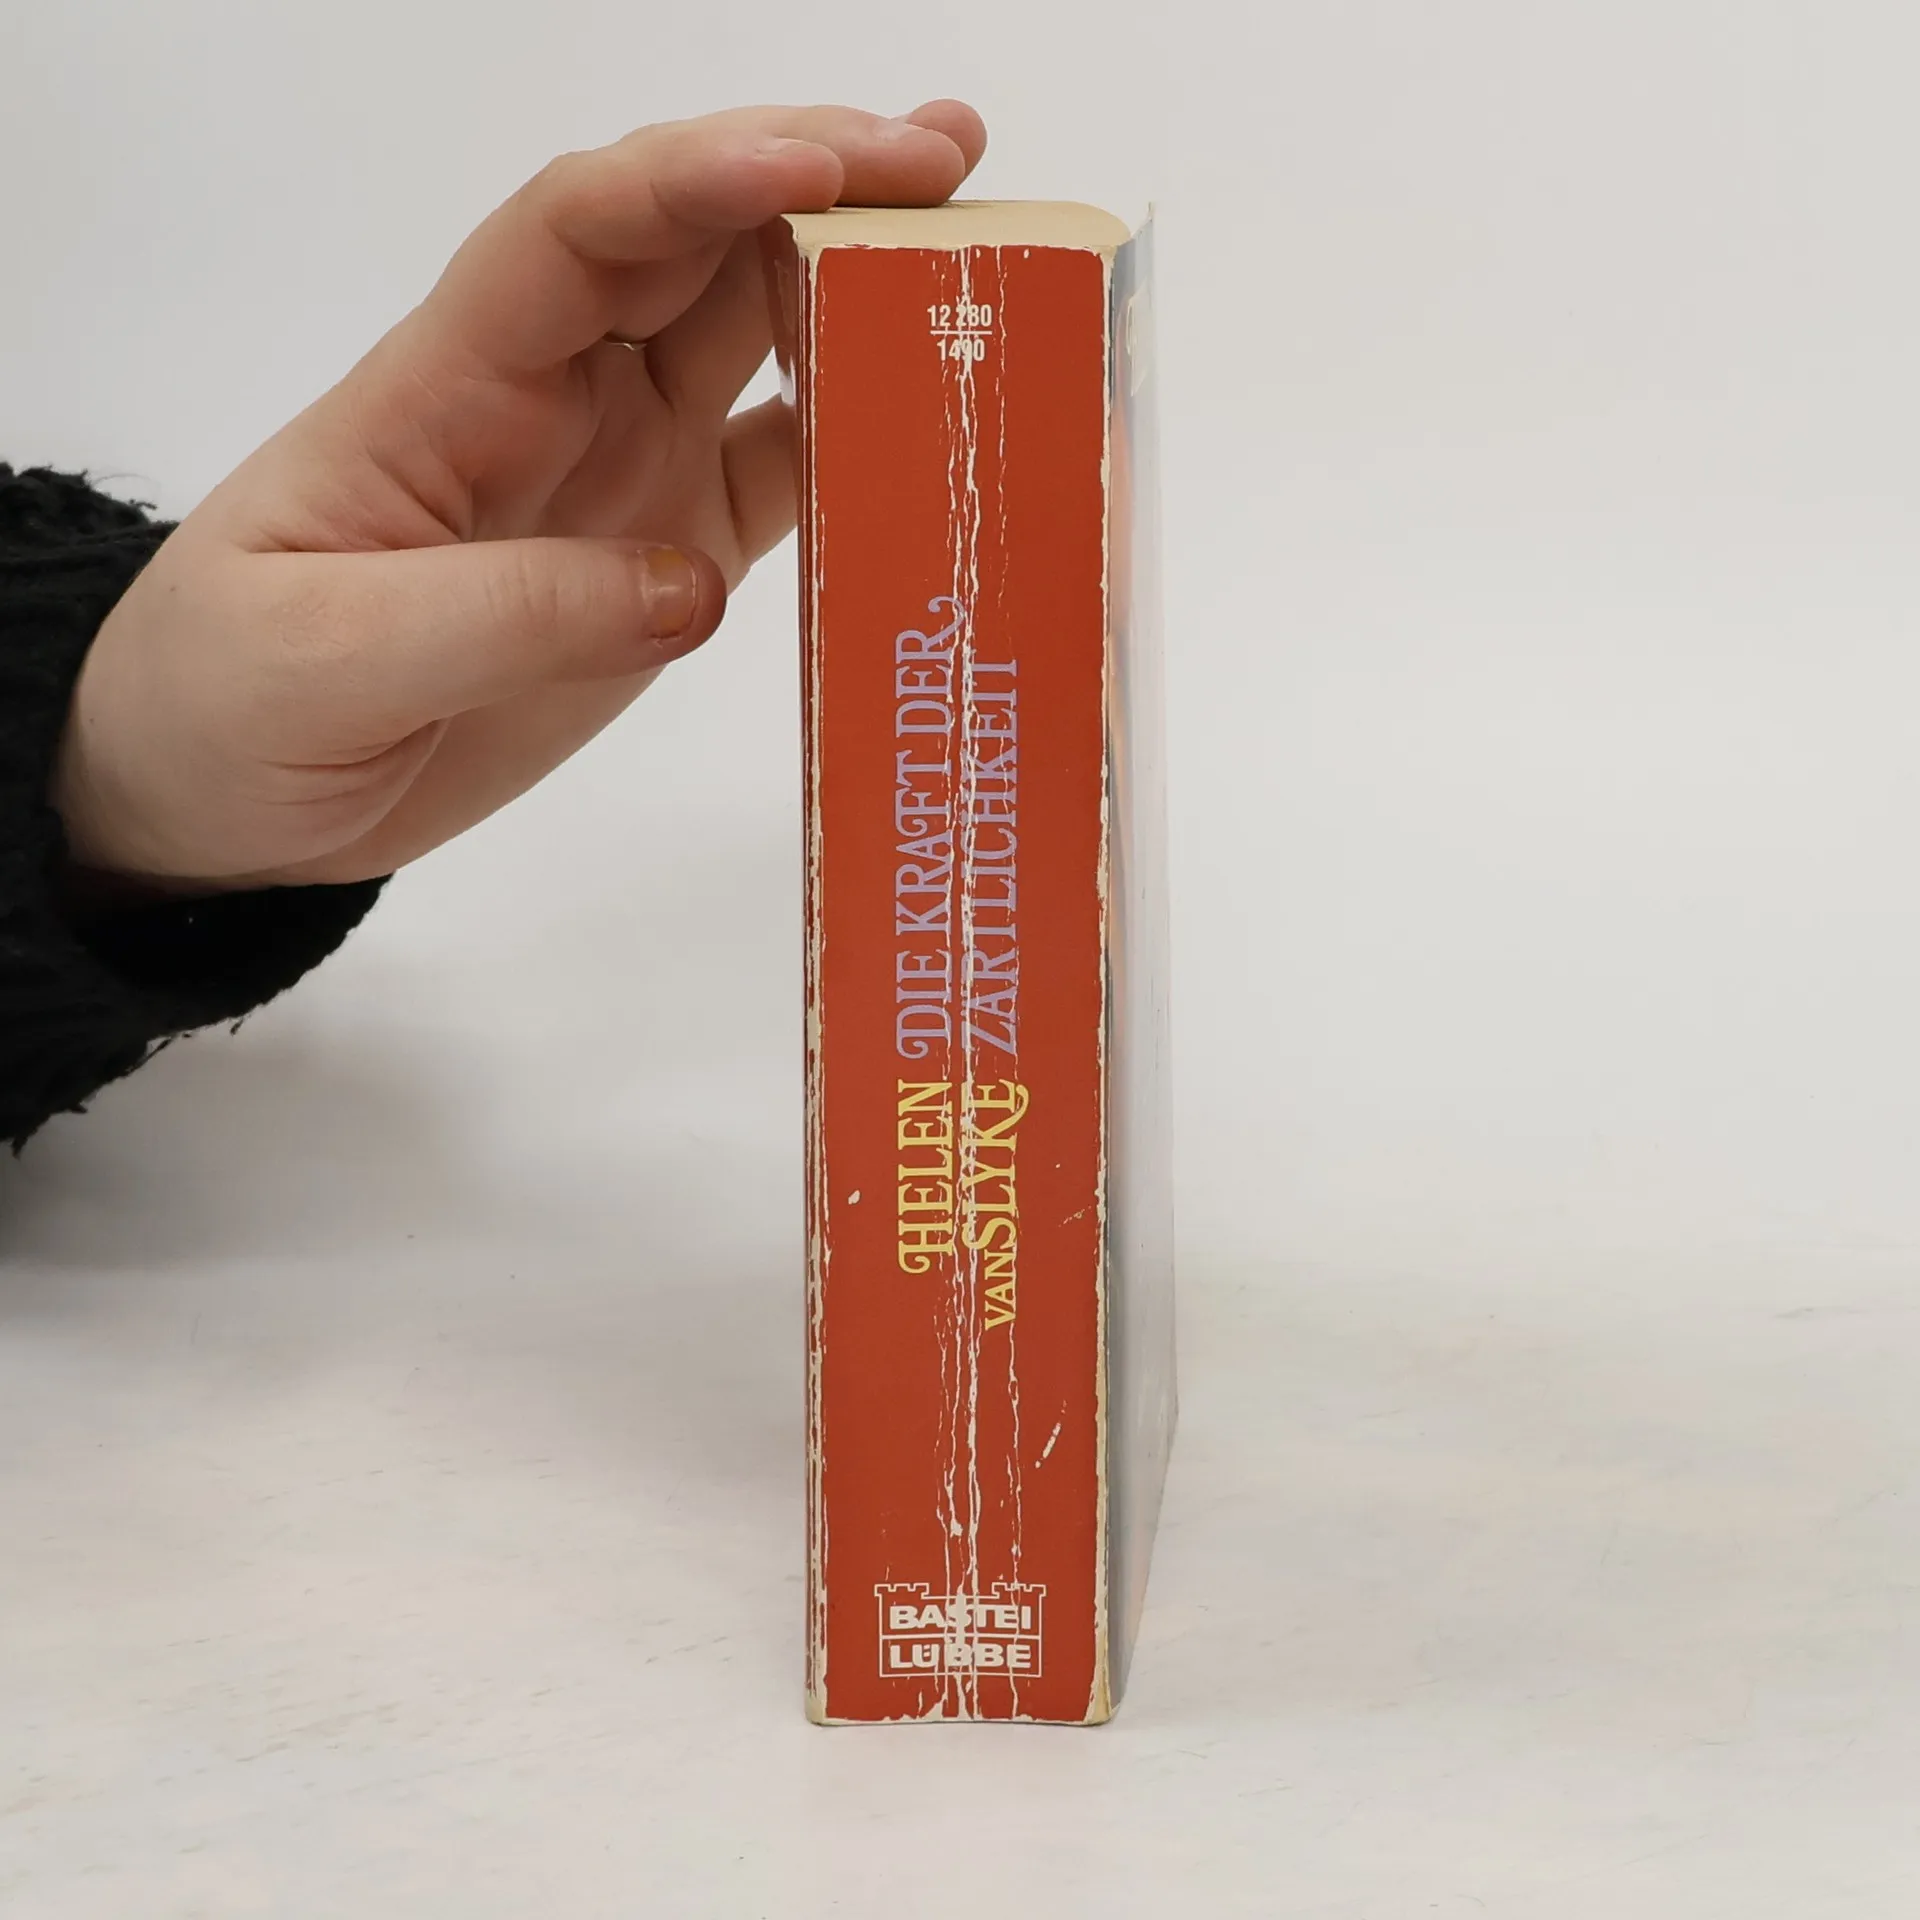 12 280
1490
HELEN DIE KRAFT DER
VAN SLYKE ZÄRTLICHKEIT
BASTEI
LÜBBE